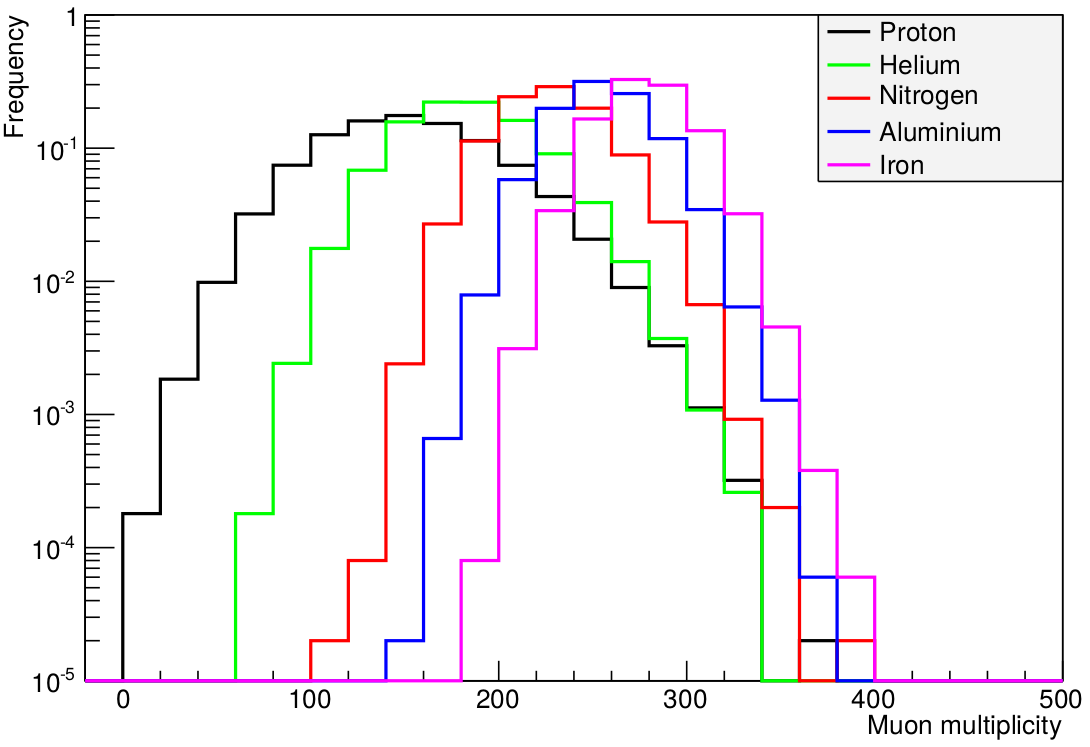 Frequency
1
10-1
10-2
10-3
10-4
10-5
Proton
Helium
Nitrogen
Aluminium
Iron
0 100 200 300 400 500
Muon multiplicity